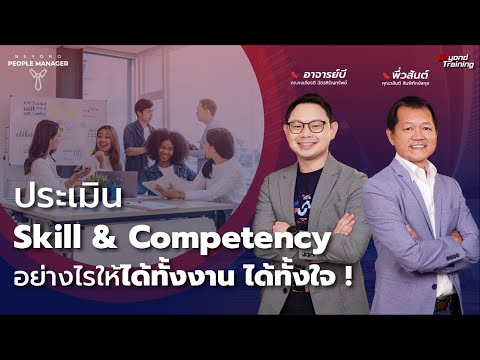 BEYOND
PEOPLE MANAGER
Beyond
Training
อาจารย์บี
พี่วสันต์
ประเมิน
Skill & Competency
อย่างไรให้ได้ทั้งงาน ได้ทั้งใจ !